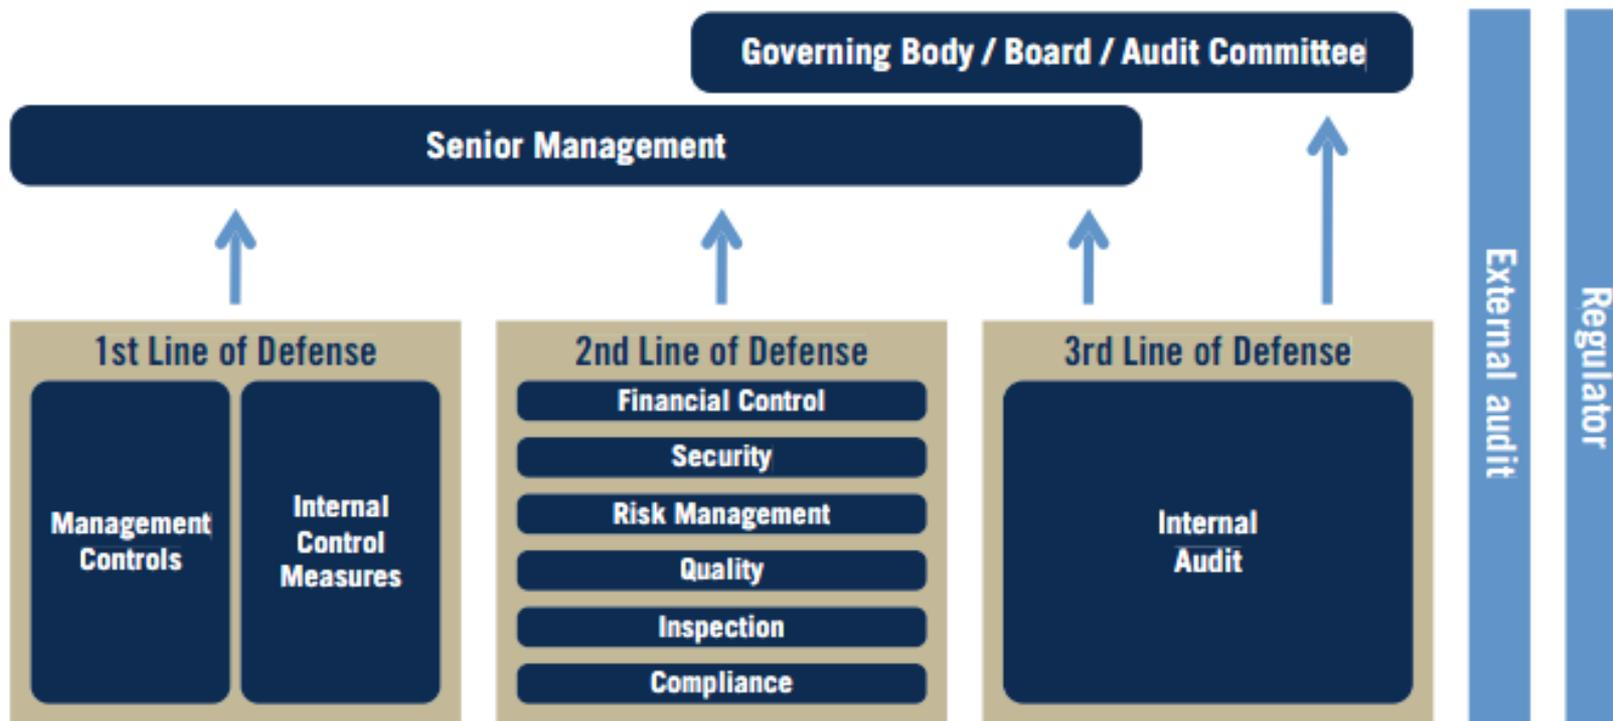 Governing Body / Board / Audit Committee
Senior Management
1st Line of Defense
Management
Controls
Internal
Control
Measures
2nd Line of Defense
Financial Control
Security
Risk Management
Quality
Inspection
Compliance
3rd Line of Defense
Internal
Audit
External audit
Regulator